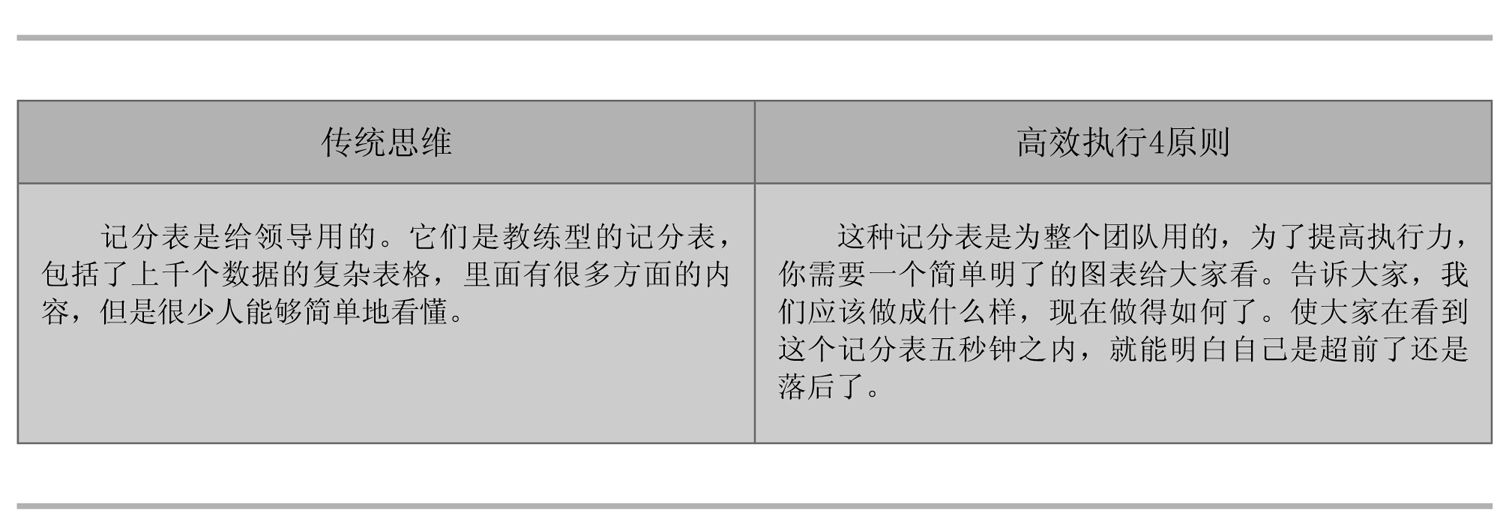 传统思维
高效执行4原则
记分表是给领导用的。它们是教练型的记分表，
包括了上千个数据的复杂表格，里面有很多方面的内
容，但是很少人能够简单地看懂。
这种记分表是为整个团队用的，为了提高执行力，
你需要一个简单明了的图表给大家看。告诉大家，我
们应该做成什么样，现在做得如何了。使大家在看到
这个记分表五秒钟之内，就能明白自己是超前了还是
落后了。